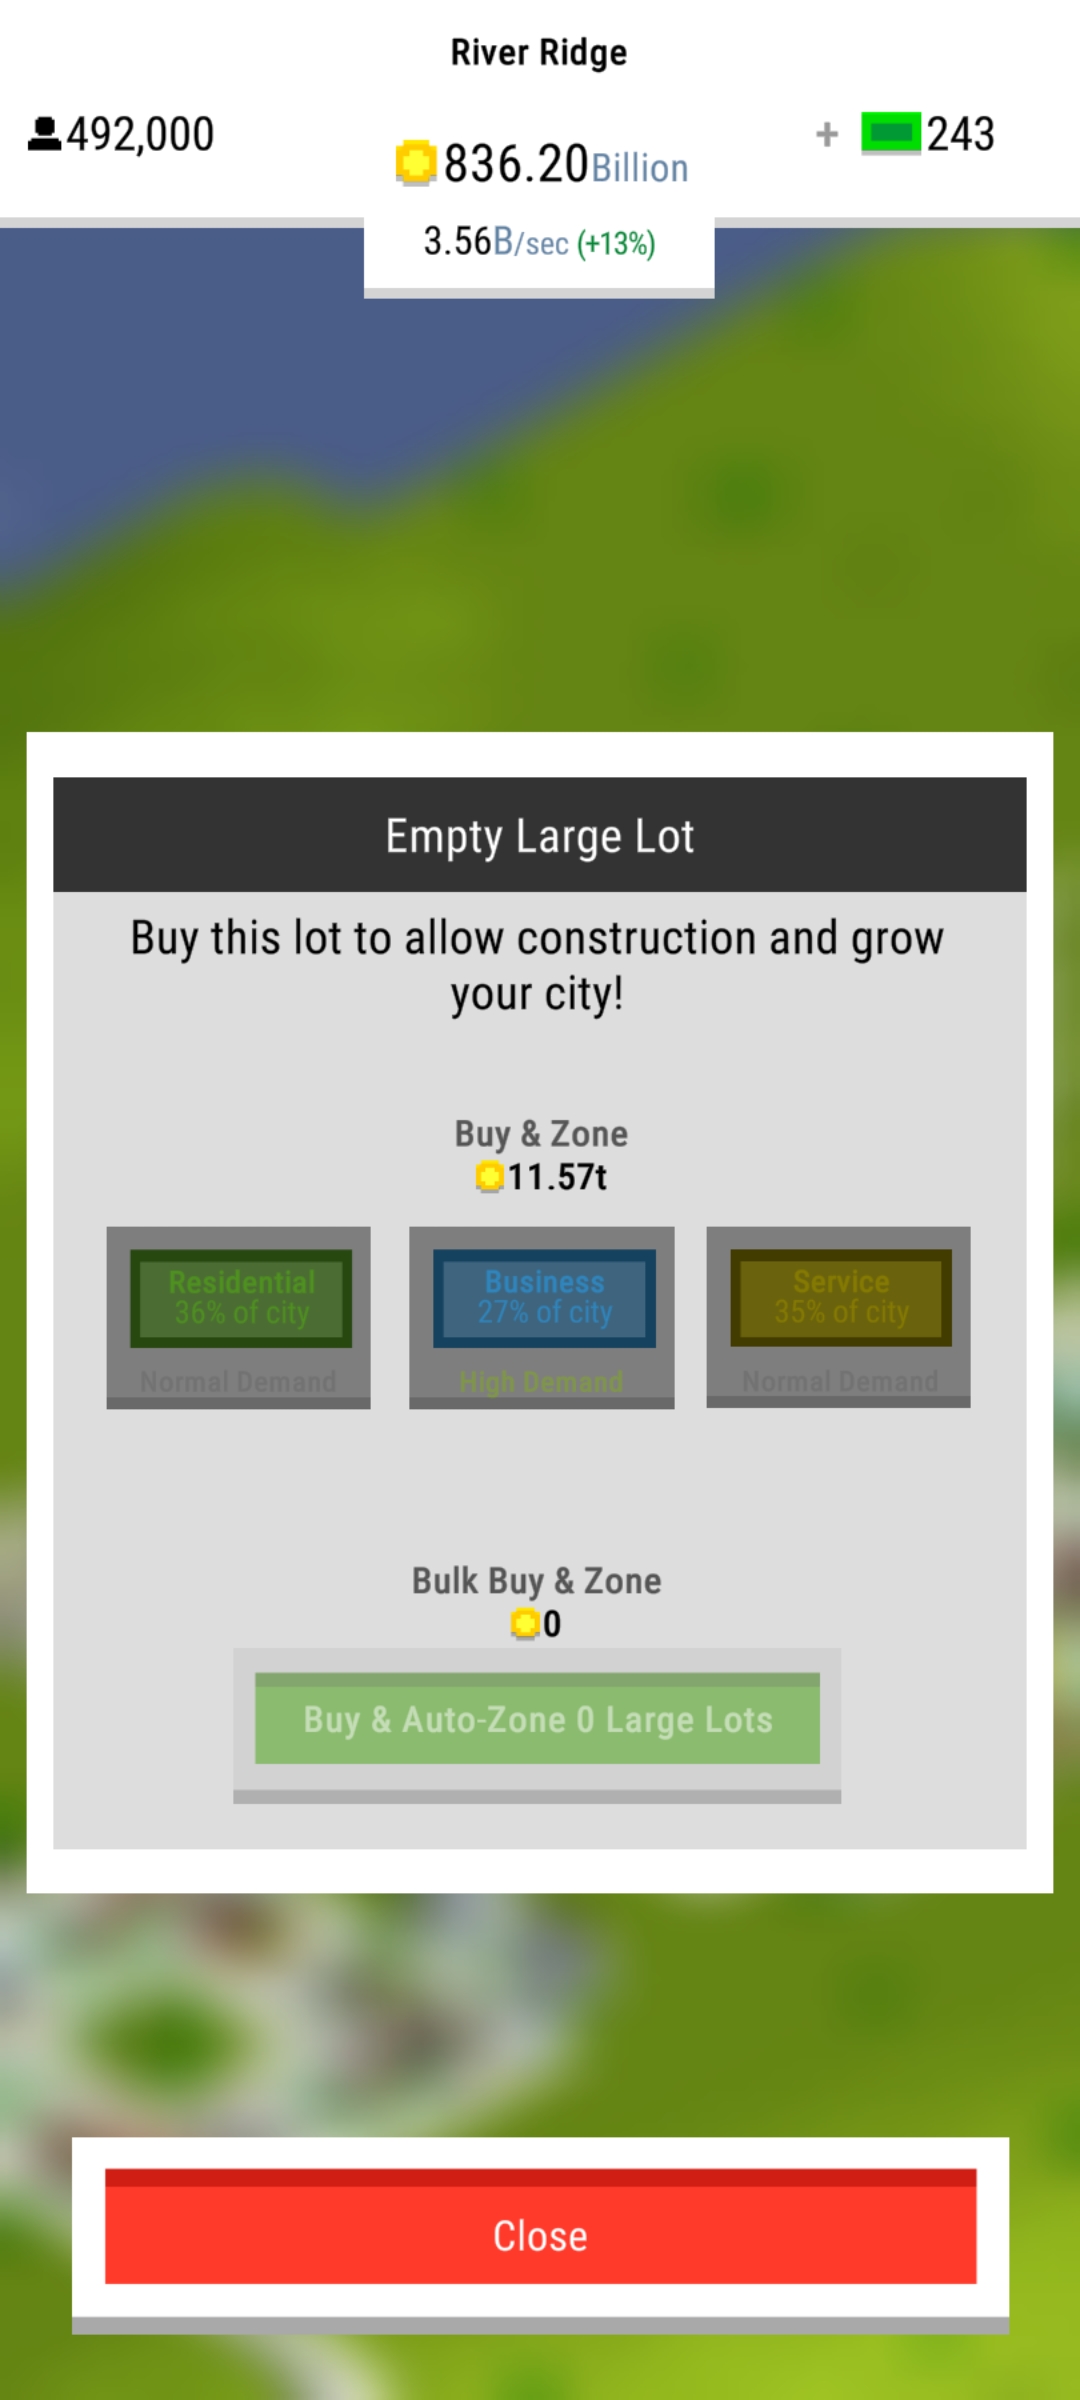 River Ridge
492,000
836.20Billion
+ 243
3.56B/sec (+13%)
Empty Large Lot
Buy this lot to allow construction and grow
your city!
Buy & Zone
11.57t
Residential
36% of city
Normal Demand
Business
27% of city
High Demand
Service
35% of city
Normal Demand
Bulk Buy & Zone
0
Buy & Auto-Zone 0 Large Lots
Close